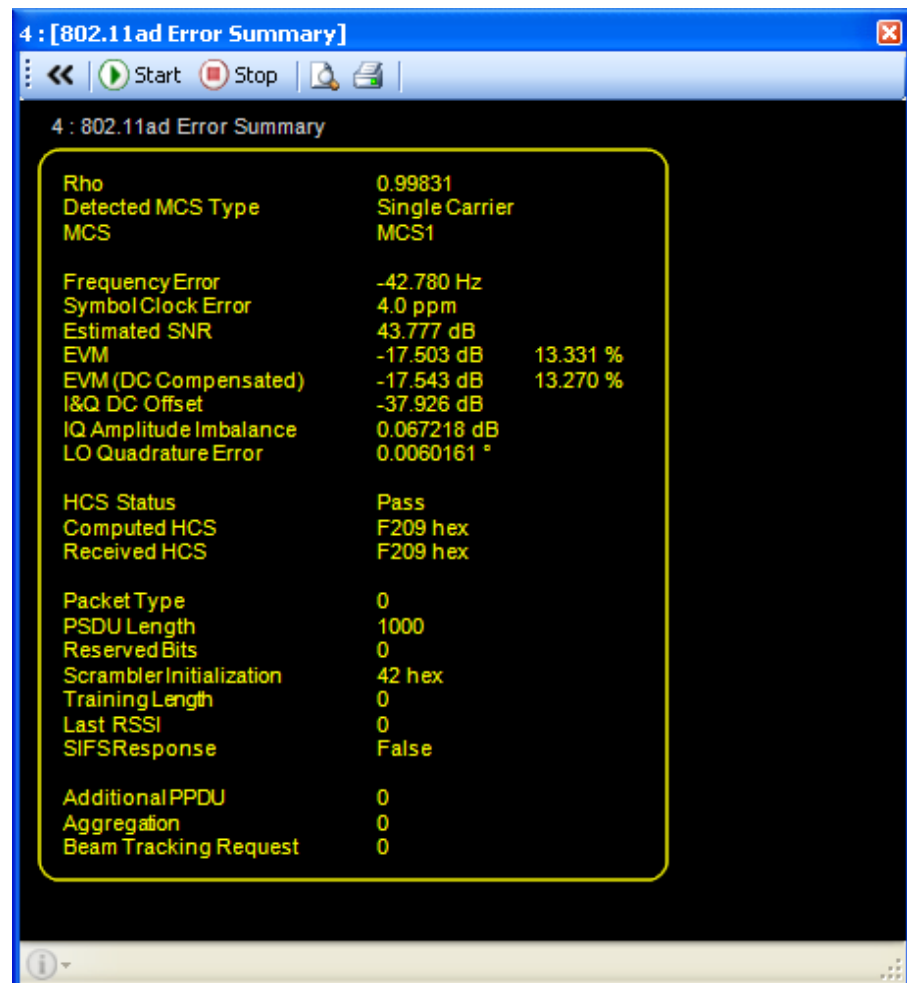 4 : [802.11ad Error Summary]
Start Stop
4 : 802.11ad Error Summary
Rho 0.99831
Detected MCS Type Single Carrier
MCS MCS1
Frequency Error -42.780 Hz
Symbol Clock Error 4.0 ppm
Estimated SNR 43.777 dB
EVM -17.503 dB 13.331 %
EVM (DC Compensated) -17.543 dB 13.270 %
I&Q DC Offset -37.926 dB
IQ Amplitude Imbalance 0.067218 dB
LO Quadrature Error 0.0060161 °
HCS Status Pass
Computed HCS F209 hex
Received HCS F209 hex
Packet Type 0
PSDU Length 1000
Reserved Bits 0
Scrambler Initialization 42 hex
Training Length 0
Last RSSI 0
SIFS Response False
Additional PPDU 0
Aggregation 0
Beam Tracking Request 0